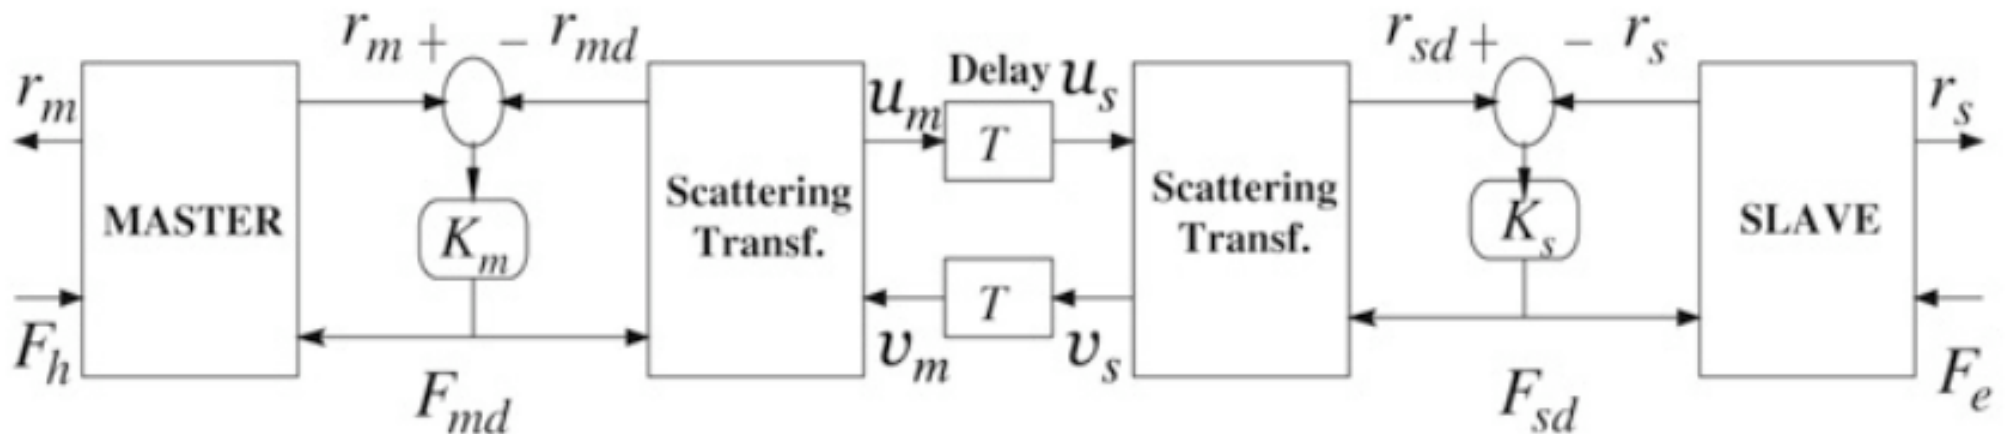 r_m + − r_md
r_sd + − r_s
r_m
u_m
Delay
u_s
r_s
T
MASTER
K_m
Scattering
Transf.
Scattering
Transf.
K_s
SLAVE
T
F_h
F_md
v_m
v_s
F_sd
F_e